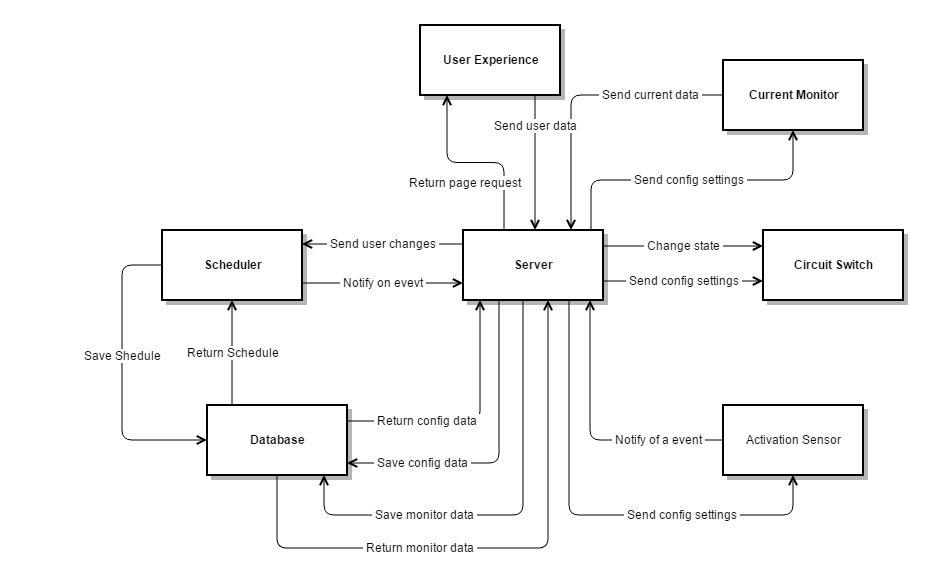 User Experience
Send current data
Current Monitor
Send user data
Return page request
Send config settings
Send user changes
Change state
Scheduler
Server
Circuit Switch
Notify on evevt
Send config settings
Save Shedule
Return Schedule
Return config data
Database
Notify of a event
Activation Sensor
Save config data
Save monitor data
Send config settings
Return monitor data